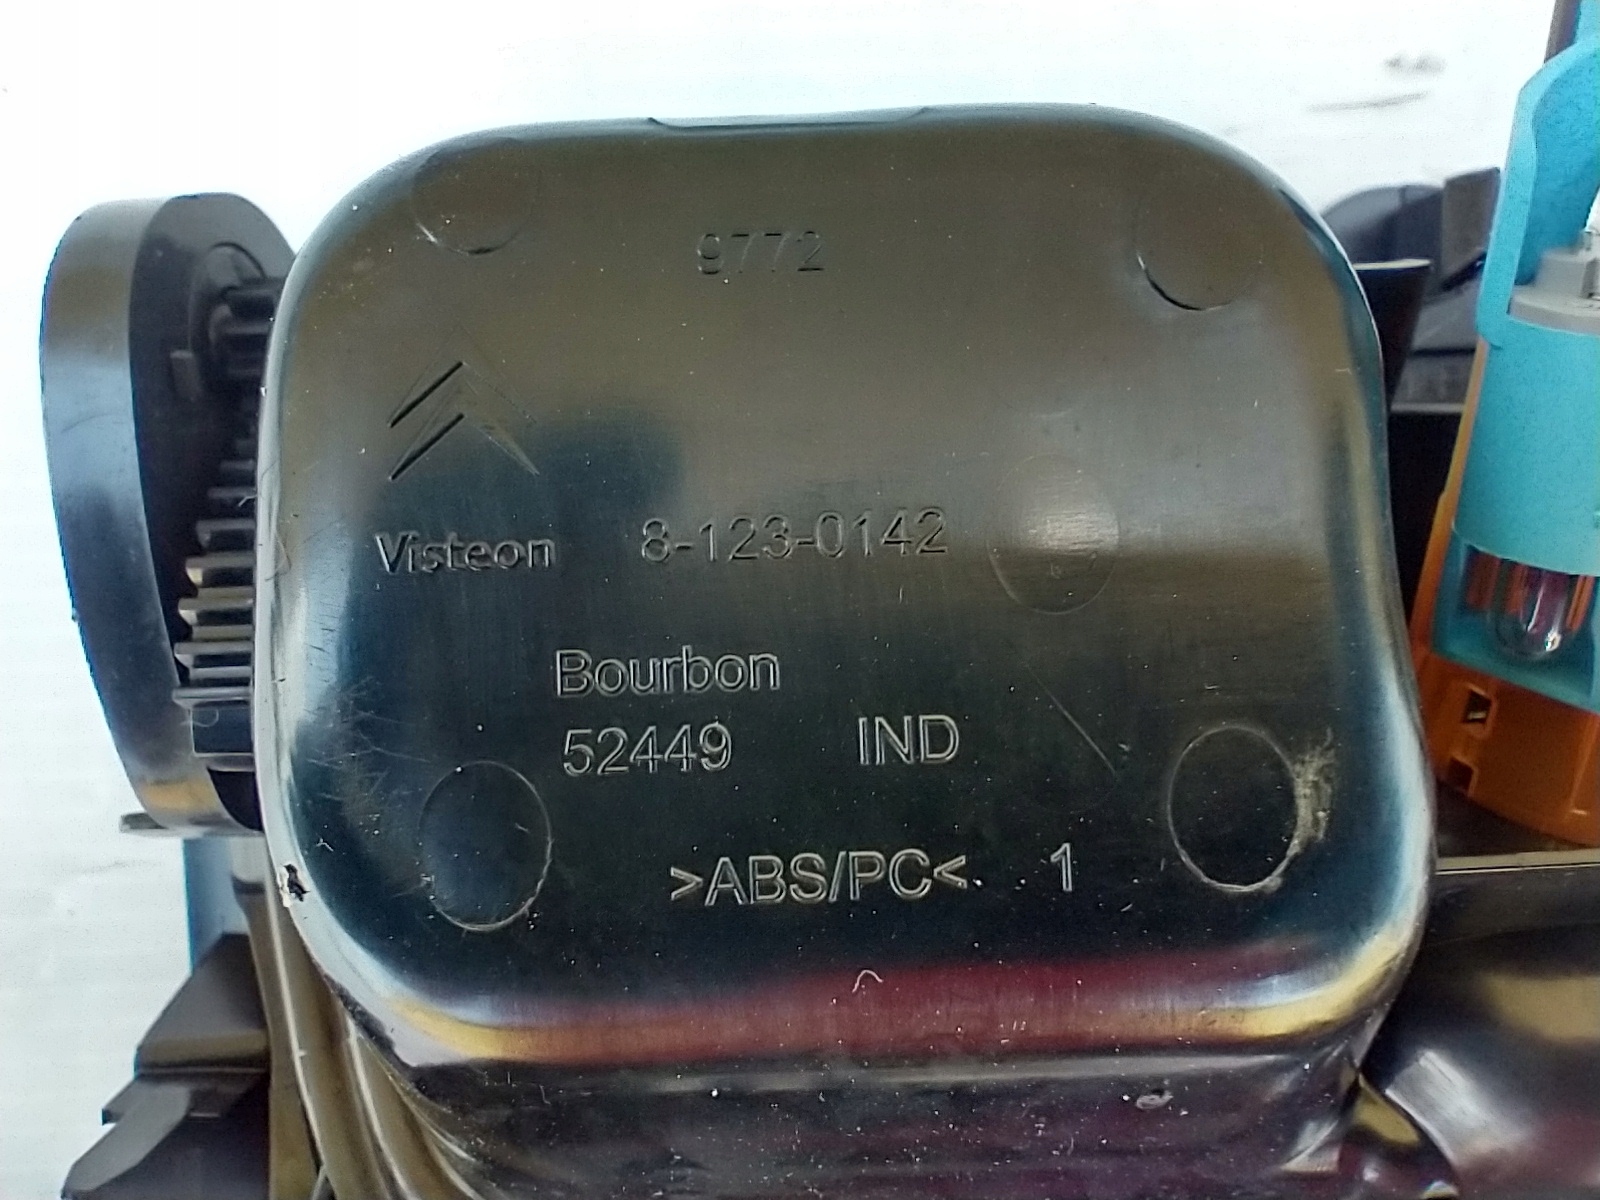 9772
Visteon 8-123-0142
Bourbon
52449 IND
>ABS/PC< 1